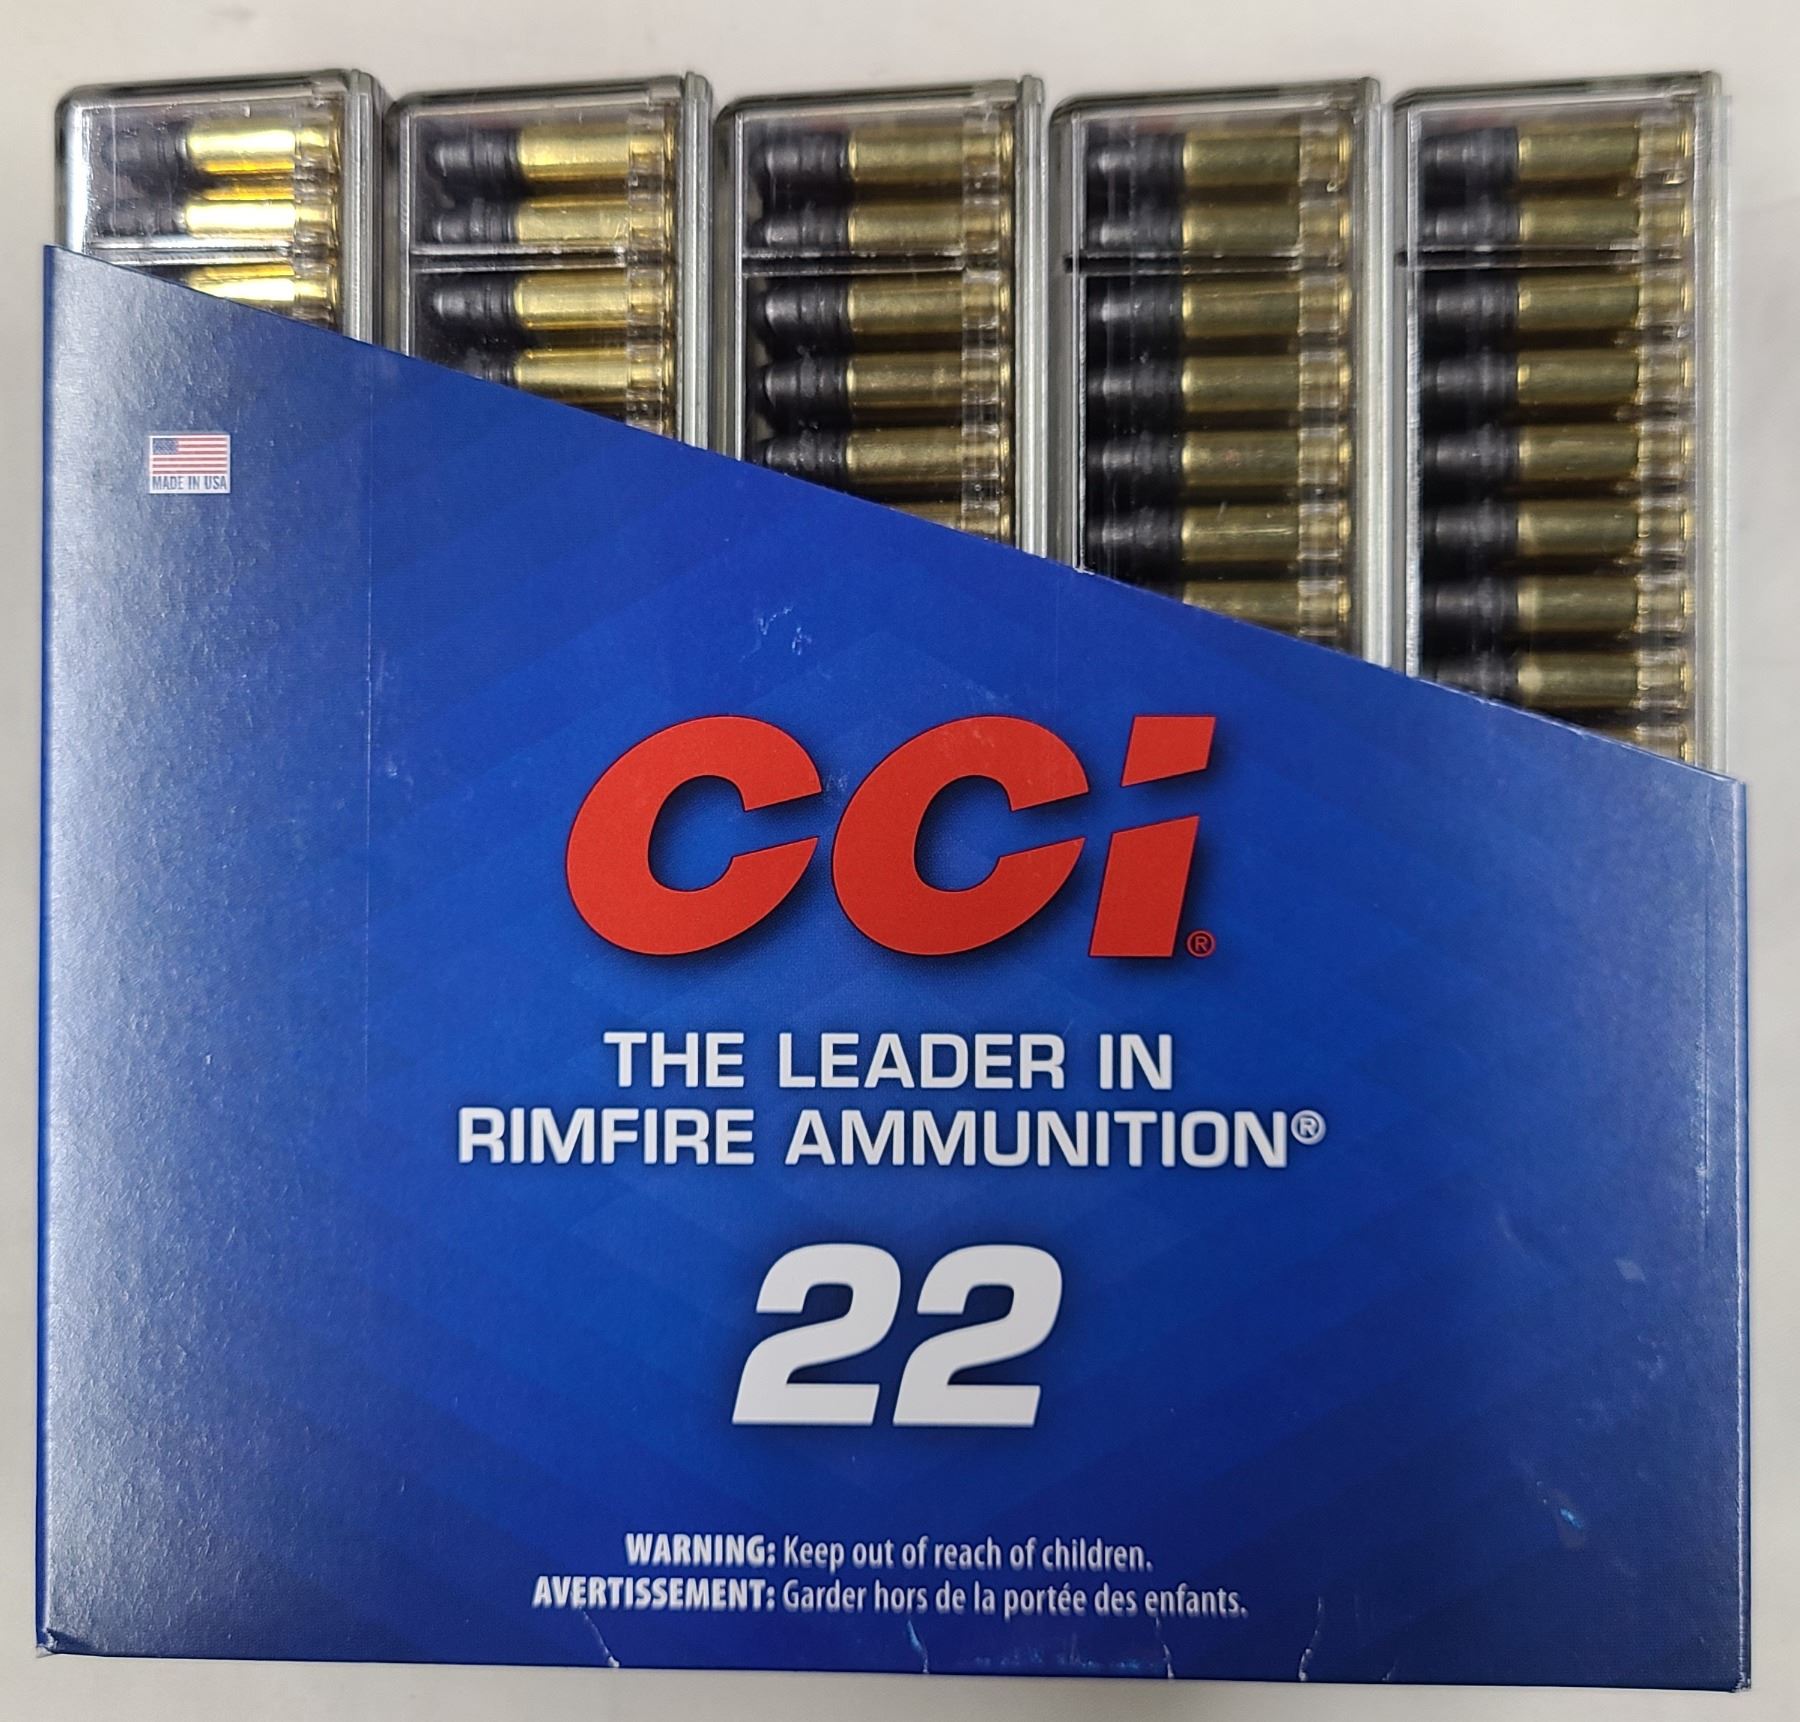 MADE IN USA
CCI®
THE LEADER IN
RIMFIRE AMMUNITION®
22
WARNING: Keep out of reach of children.
AVERTISSEMENT: Garder hors de la portée des enfants.